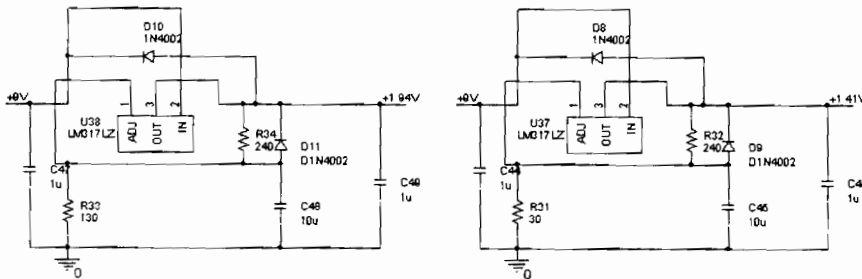 D10
1N4002
+9V
+1.94V
1
3
2
U38
LM317LZ
ADJ
OUT
IN
R34
240
D11
D1N4002
C47
1u
R33
130
C48
10u
C49
1u
0
D8
1N4002
+9V
+1.41V
1
3
2
U37
LM317LZ
ADJ
OUT
IN
R32
240
D9
D1N4002
C44
1u
R31
30
C45
10u
1u
0